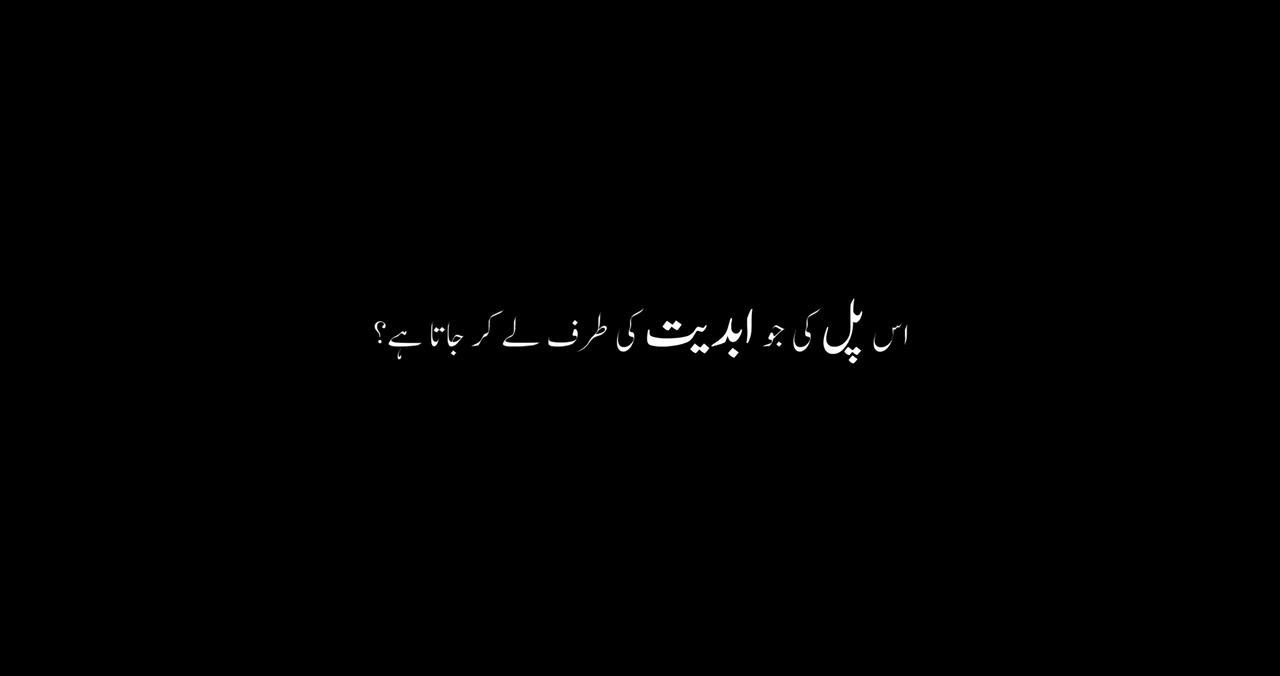 اس پل کی جو ابدیت کی طرف لے کر جاتا ہے؟